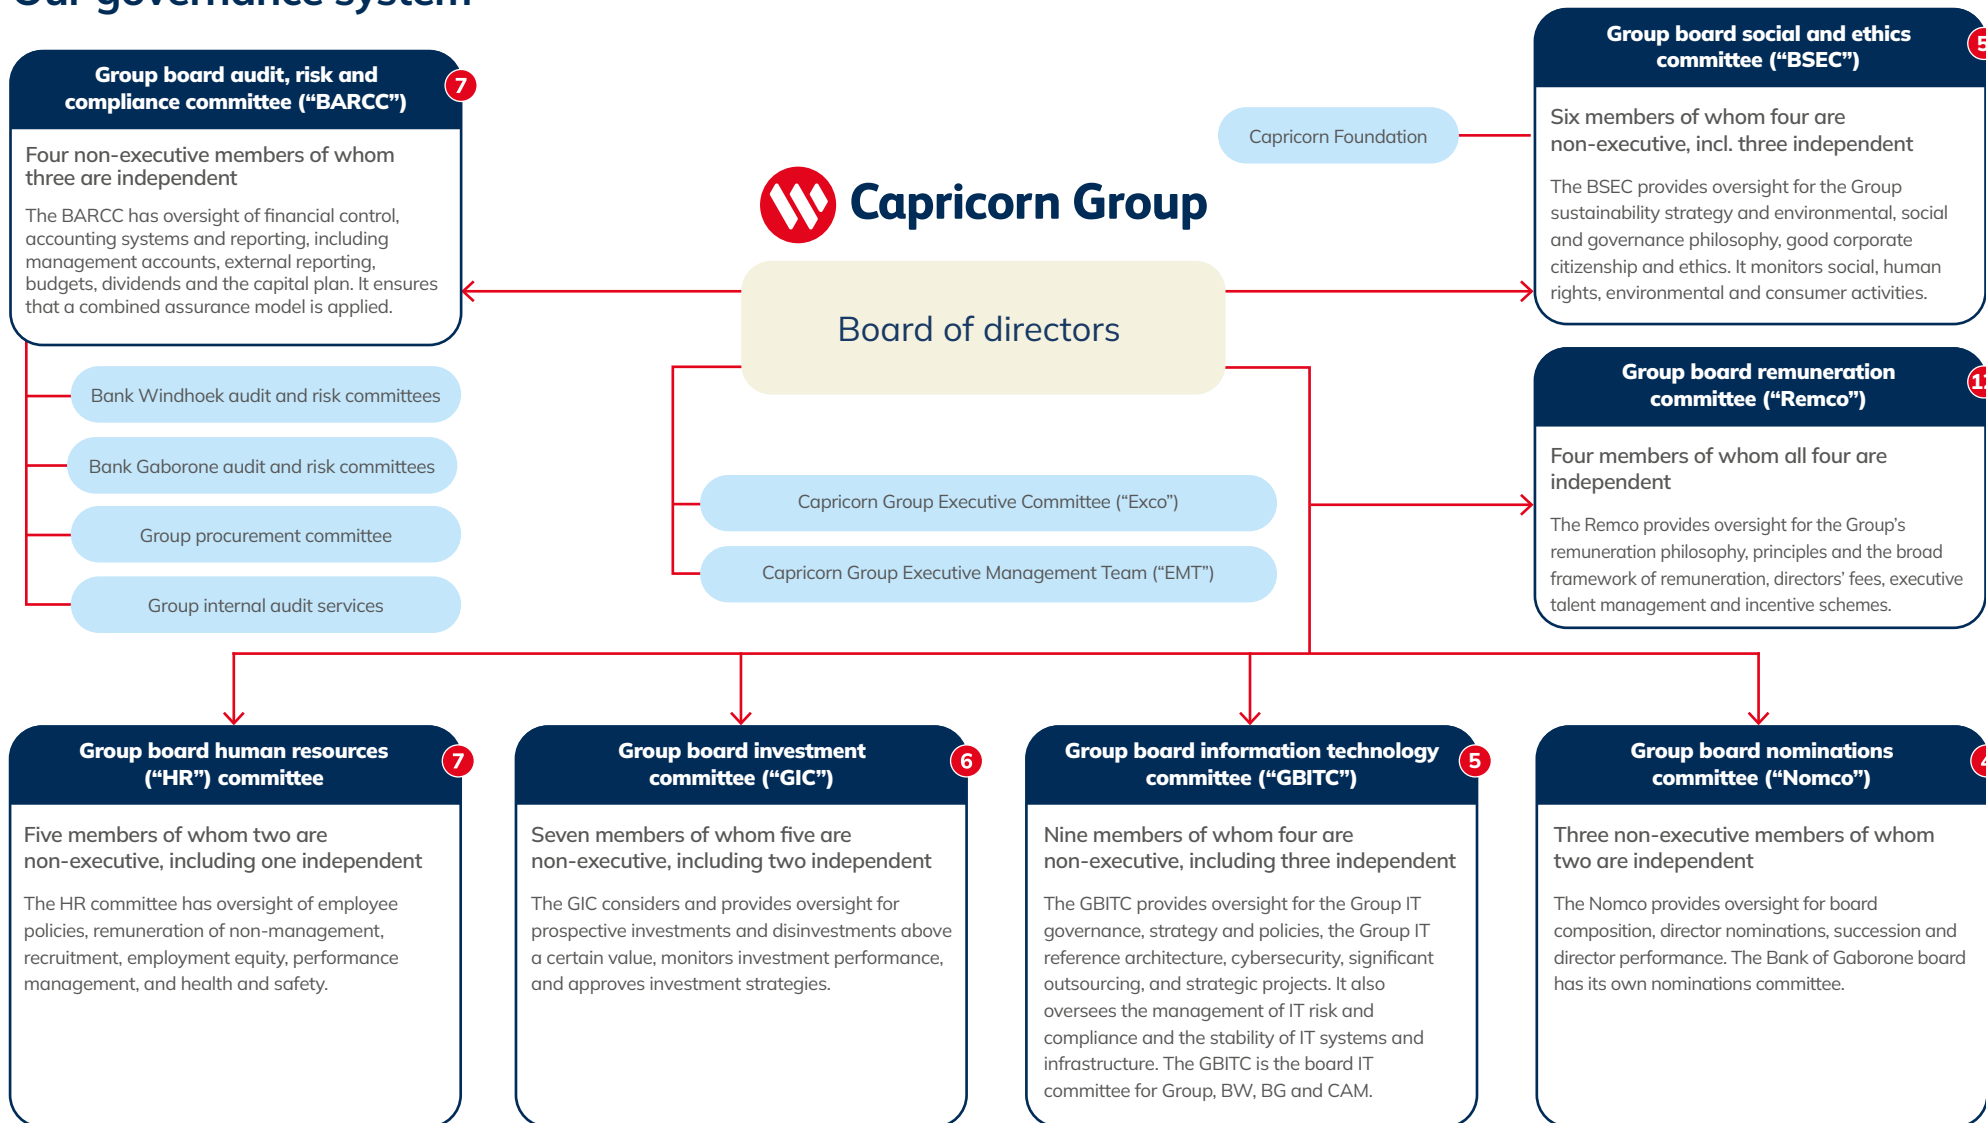 Our governance system
Group board audit, risk and
compliance committee (“BARCC”)
7
Four non-executive members of whom
three are independent
The BARCC has oversight of financial control,
accounting systems and reporting, including
management accounts, external reporting,
budgets, dividends and the capital plan. It ensures
that a combined assurance model is applied.
Bank Windhoek audit and risk committees
Bank Gaborone audit and risk committees
Group procurement committee
Group internal audit services
Capricorn Group
Board of directors
Capricorn Group Executive Committee (“Exco”)
Capricorn Group Executive Management Team (“EMT”)
Capricorn Foundation
Group board social and ethics
committee (“BSEC”)
5
Six members of whom four are
non-executive, incl. three independent
The BSEC provides oversight for the Group
sustainability strategy and environmental, social
and governance philosophy, good corporate
citizenship and ethics. It monitors social, human
rights, environmental and consumer activities.
Group board remuneration
committee (“Remco”)
Four members of whom all four are
independent
The Remco provides oversight for the Group’s
remuneration philosophy, principles and the broad
framework of remuneration, directors’ fees, executive
talent management and incentive schemes.
Group board human resources
(“HR”) committee
7
Five members of whom two are
non-executive, including one independent
The HR committee has oversight of employee
policies, remuneration of non-management,
recruitment, employment equity, performance
management, and health and safety.
Group board investment
committee (“GIC”)
6
Seven members of whom five are
non-executive, including two independent
The GIC considers and provides oversight for
prospective investments and disinvestments above
a certain value, monitors investment performance,
and approves investment strategies.
Group board information technology
committee (“GBITC”)
5
Nine members of whom four are
non-executive, including three independent
The GBITC provides oversight for the Group IT
governance, strategy and policies, the Group IT
reference architecture, cybersecurity, significant
outsourcing, and strategic projects. It also
oversees the management of IT risk and
compliance and the stability of IT systems and
infrastructure. The GBITC is the board IT
committee for Group, BW, BG and CAM.
Group board nominations
committee (“Nomco”)
4
Three non-executive members of whom
two are independent
The Nomco provides oversight for board
composition, director nominations, succession and
director performance. The Bank of Gaborone board
has its own nominations committee.